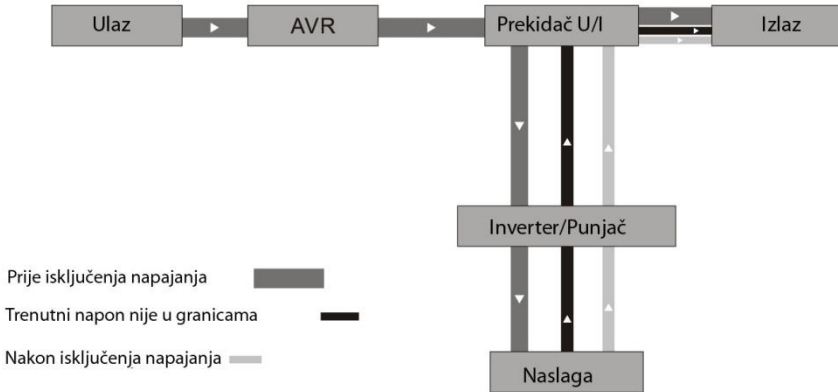 Ulaz
AVR
Prekidač U/I
Izlaz
Inverter/Punjač
Prije isključenja napajanja
Trenutni napon nije u granicama
Nakon isključenja napajanja
Naslaga